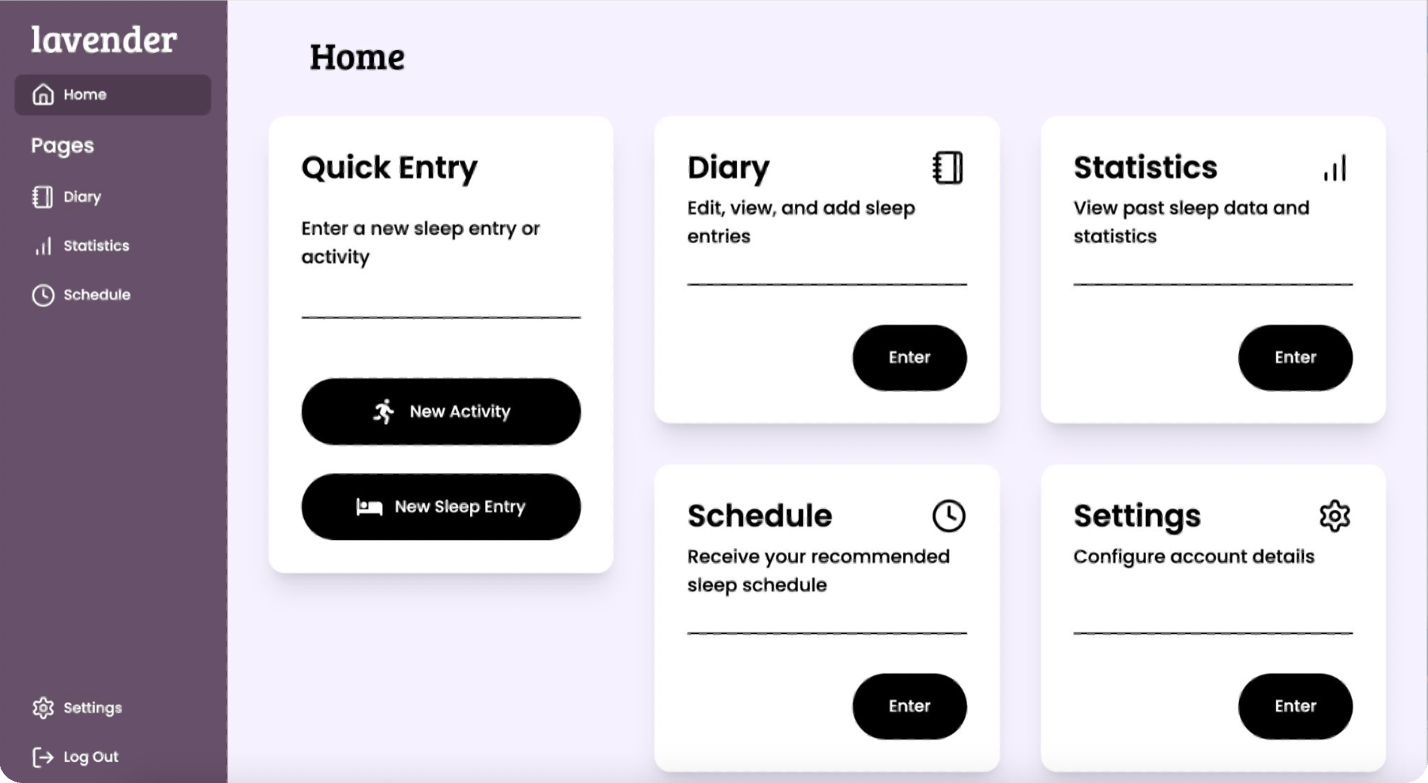 lavender
Home
Pages
Diary
Statistics
Schedule
Settings
Log Out
Home
Quick Entry
Enter a new sleep entry or
activity
New Activity
New Sleep Entry
Diary
Edit, view, and add sleep
entries
Enter
Statistics
View past sleep data and
statistics
Enter
Schedule
Receive your recommended
sleep schedule
Enter
Settings
Configure account details
Enter